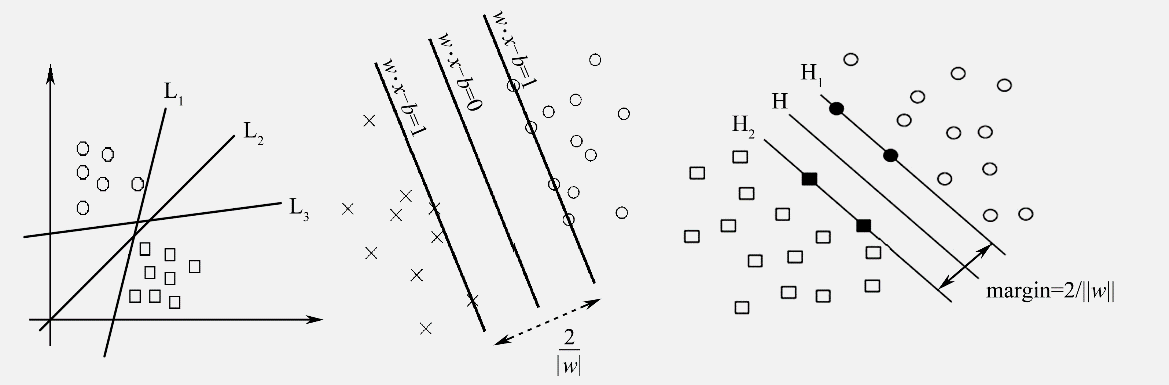 L1
L2
L3
w·x–b=1
w·x–b=0
w·x–b=1
2
|w|
H1
H
H2
margin=2/||w||